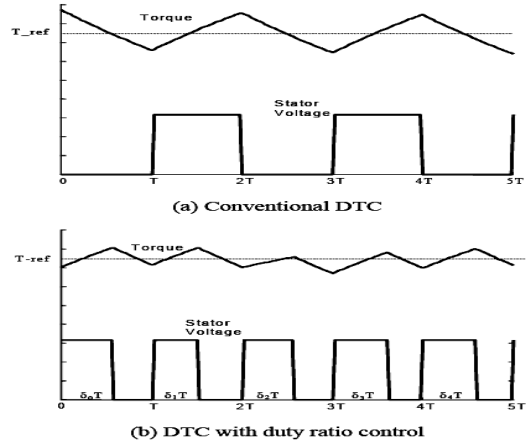 Torque
T_ref
Stator
Voltage
0 T 2T 3T 4T 5T
(a) Conventional DTC
Torque
T-ref
Stator
Voltage
δ₀T δ₁T δ₂T δ₃T δ₄T
0 T 2T 3T 4T 5T
(b) DTC with duty ratio control